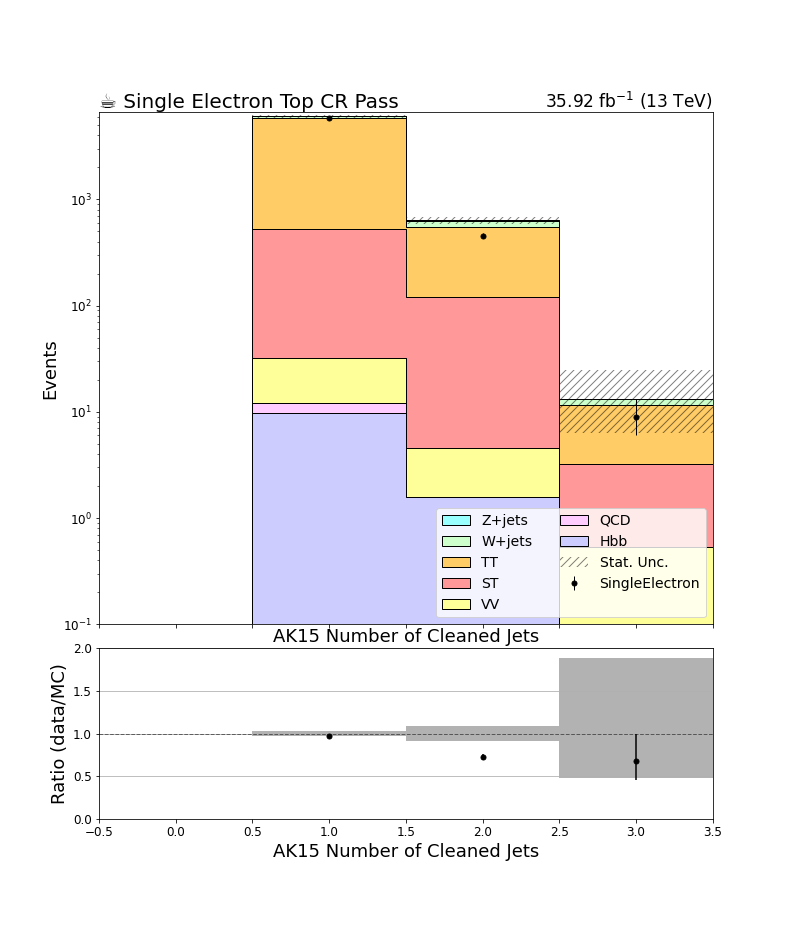 ☕ Single Electron Top CR Pass 35.92 fb⁻¹ (13 TeV)
Events
10³
10²
10¹
10⁰
10⁻¹
Z+jets
W+jets
TT
ST
VV
QCD
Hbb
Stat. Unc.
SingleElectron
AK15 Number of Cleaned Jets
Ratio (data/MC)
2.0
1.5
1.0
0.5
0.0
−0.5 0.0 0.5 1.0 1.5 2.0 2.5 3.0 3.5
AK15 Number of Cleaned Jets